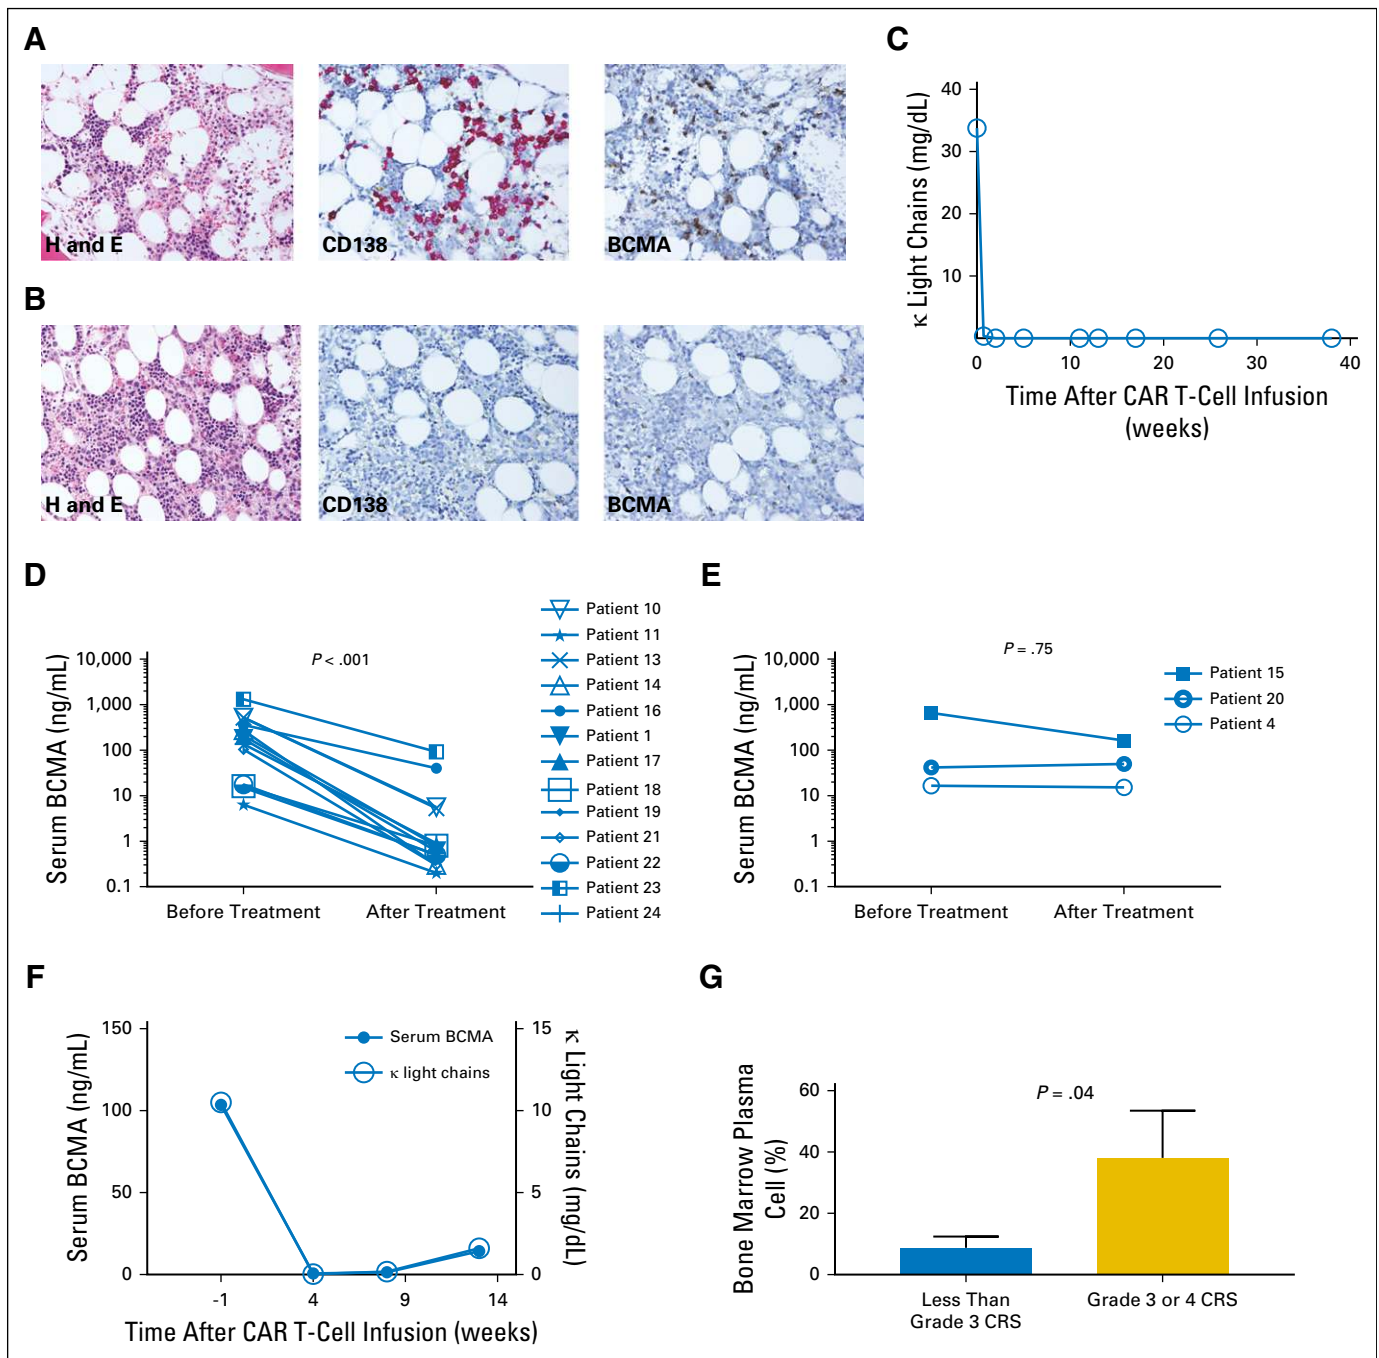 A
H and E
CD138
BCMA
B
H and E
CD138
BCMA
C
κ Light Chains (mg/dL)
40
30
20
10
0
10
20
30
40
Time After CAR T-Cell Infusion
(weeks)
D
Serum BCMA (ng/mL)
10,000
1,000
100
10
1
0.1
P < .001
Before Treatment
After Treatment
Patient 10
Patient 11
Patient 13
Patient 14
Patient 16
Patient 1
Patient 17
Patient 18
Patient 19
Patient 21
Patient 22
Patient 23
Patient 24
E
Serum BCMA (ng/mL)
10,000
1,000
100
10
1
0.1
P = .75
Before Treatment
After Treatment
Patient 15
Patient 20
Patient 4
F
Serum BCMA (ng/mL)
150
100
50
0
Serum BCMA
κ light chains
15
10
5
0
κ Light Chains (mg/dL)
-1
4
9
14
Time After CAR T-Cell Infusion (weeks)
G
Bone Marrow Plasma
Cell (%)
60
40
20
0
P = .04
Less Than
Grade 3 CRS
Grade 3 or 4 CRS